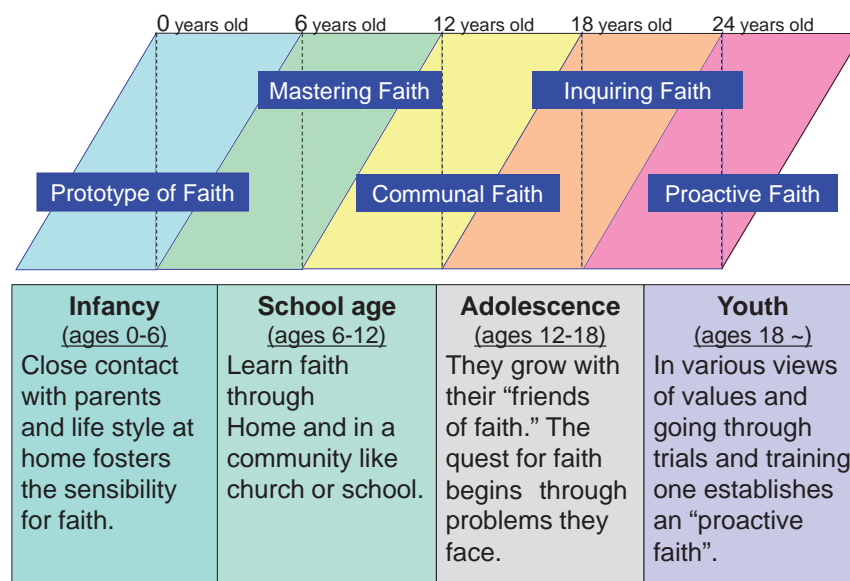 0 years old 6 years old 12 years old 18 years old 24 years old
Mastering Faith Inquiring Faith
Prototype of Faith Communal Faith Proactive Faith
Infancy
(ages 0-6)
Close contact
with parents
and life style at
home fosters
the sensibility
for faith.
School age
(ages 6-12)
Learn faith
through
Home and in a
community like
church or school.
Adolescence
(ages 12-18)
They grow with
their “friends
of faith.” The
quest for faith
begins through
problems they
face.
Youth
(ages 18 ~)
In various views
of values and
going through
trials and training
one establishes
an “proactive
faith”.